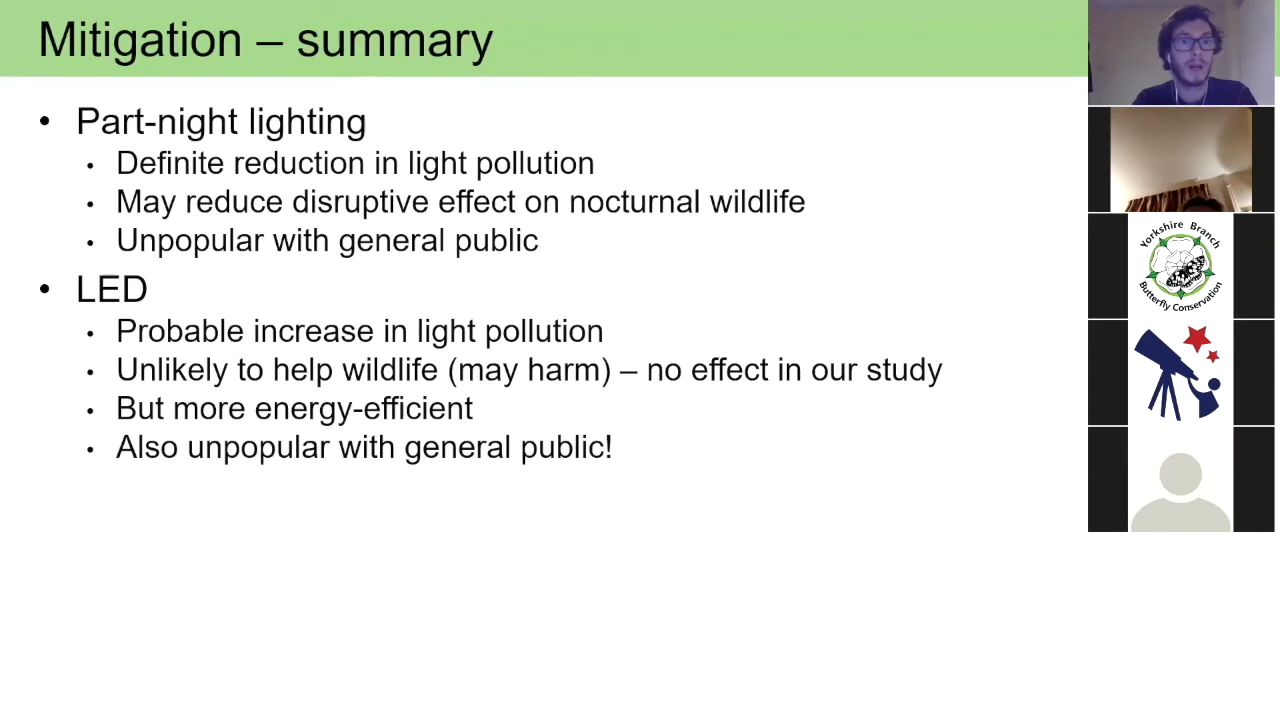 Mitigation – summary
• Part-night lighting
• Definite reduction in light pollution
• May reduce disruptive effect on nocturnal wildlife
• Unpopular with general public
• LED
• Probable increase in light pollution
• Unlikely to help wildlife (may harm) – no effect in our study
• But more energy-efficient
• Also unpopular with general public!
Yorkshire Branch
Butterfly Conservation